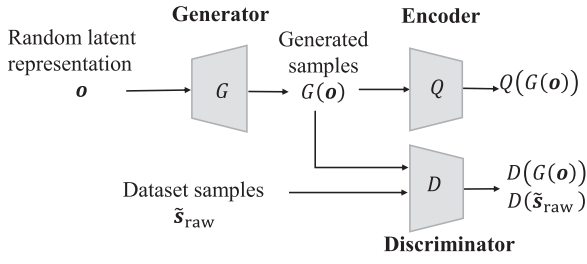 Generator
Encoder
Random latent
representation
o
G
Generated
samples
G(o)
Q
Q(G(o))
Dataset samples
s̃raw
D
D(G(o))
D(s̃raw )
Discriminator